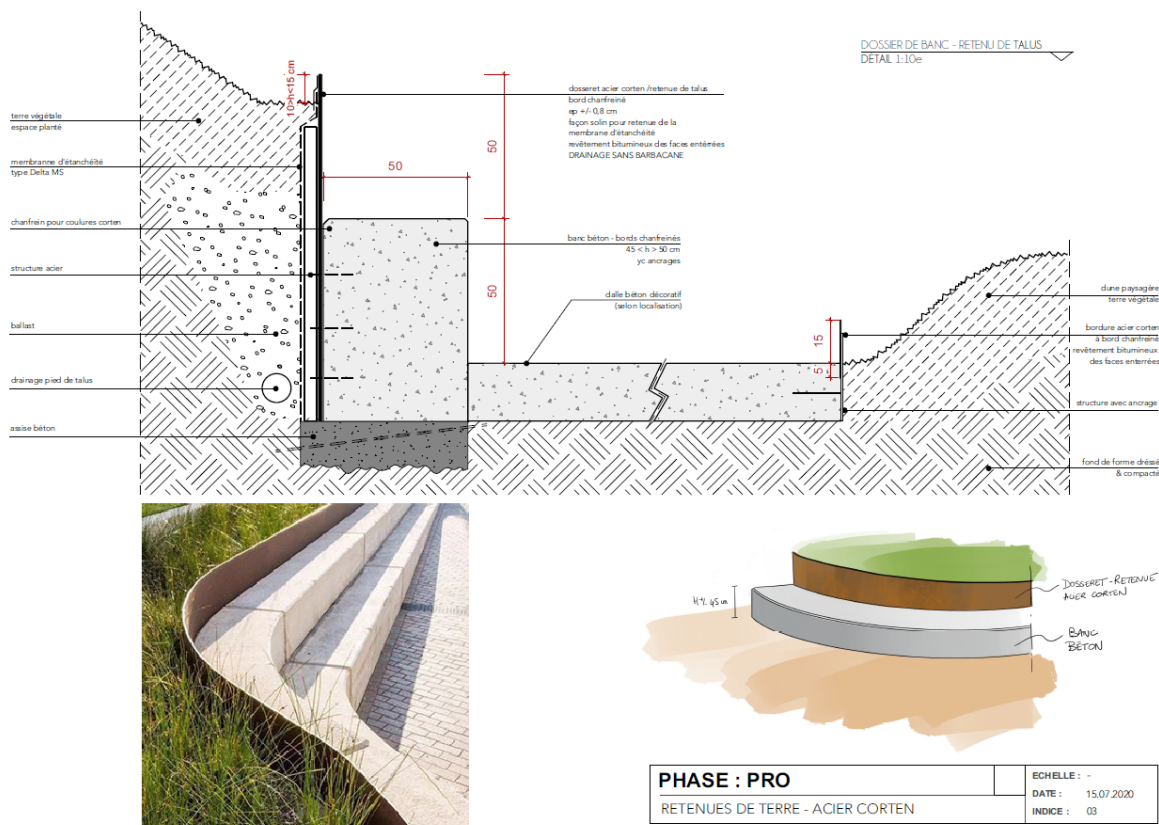 DOSSIER DE BANC - RETENU DE TALUS
DÉTAIL 1:10e
10>h<15 cm
50
50
50
15
5
terre végétale
espace planté
membranne d'étanchéité
type Delta MS
chanfrein pour coulures corten
structure acier
ballast
drainage pied de talus
assise béton
dosseret acier corten /retenue de talus
bord chanfreiné
ep +/- 0,8 cm
façon solin pour retenue de la
membrane d'étanchéité
revêtement bitumineux des faces entérrées
DRAINAGE SANS BARBACANE
banc béton - bords chanfreinés
45 < h > 50 cm
yc ancrages
dalle béton décoratif
(selon localisation)
dune paysagère
terre végétale
bordure acier corten
à bord chanfreiné
revêtement bitumineux
des faces enterrées
structure avec ancrage
fond de forme dréssé
& compacté
H% 45 cm
DOSSERET - RETENUE
ACIER CORTEN
BANC
BÉTON
PHASE : PRO
RETENUES DE TERRE - ACIER CORTEN
ECHELLE : -
DATE : 15.07.2020
INDICE : 03